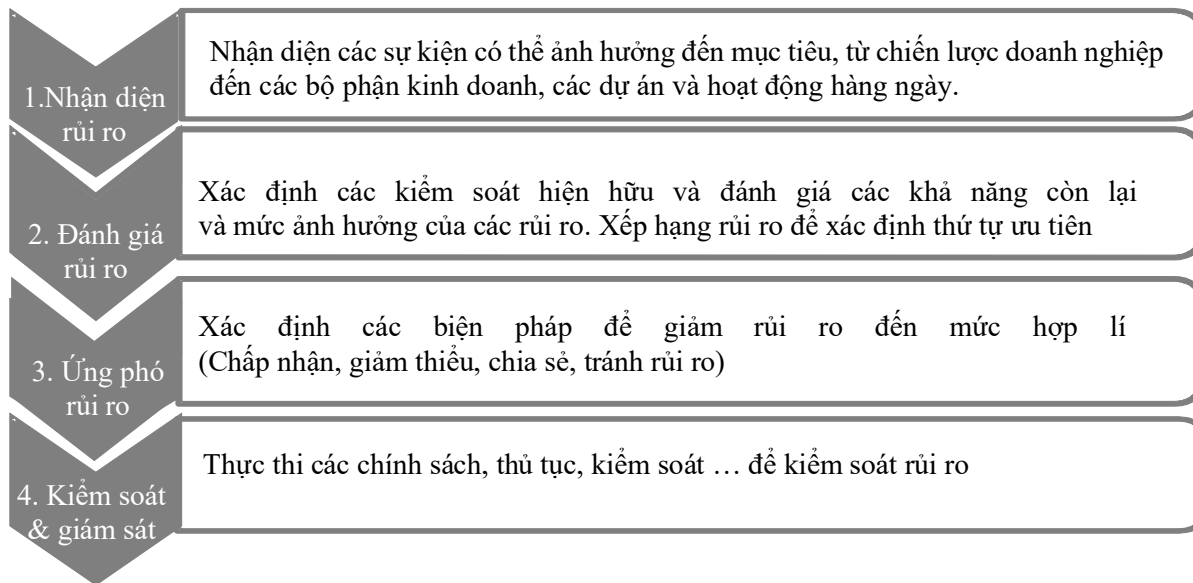 1.Nhận diện
rủi ro
Nhận diện các sự kiện có thể ảnh hưởng đến mục tiêu, từ chiến lược doanh nghiệp
đến các bộ phận kinh doanh, các dự án và hoạt động hàng ngày.
2. Đánh giá
rủi ro
Xác định các kiểm soát hiện hữu và đánh giá các khả năng còn lại
và mức ảnh hưởng của các rủi ro. Xếp hạng rủi ro để xác định thứ tự ưu tiên
3. Ứng phó
rủi ro
Xác định các biện pháp để giảm rủi ro đến mức hợp lí
(Chấp nhận, giảm thiểu, chia sẻ, tránh rủi ro)
4. Kiểm soát
& giám sát
Thực thi các chính sách, thủ tục, kiểm soát … để kiểm soát rủi ro